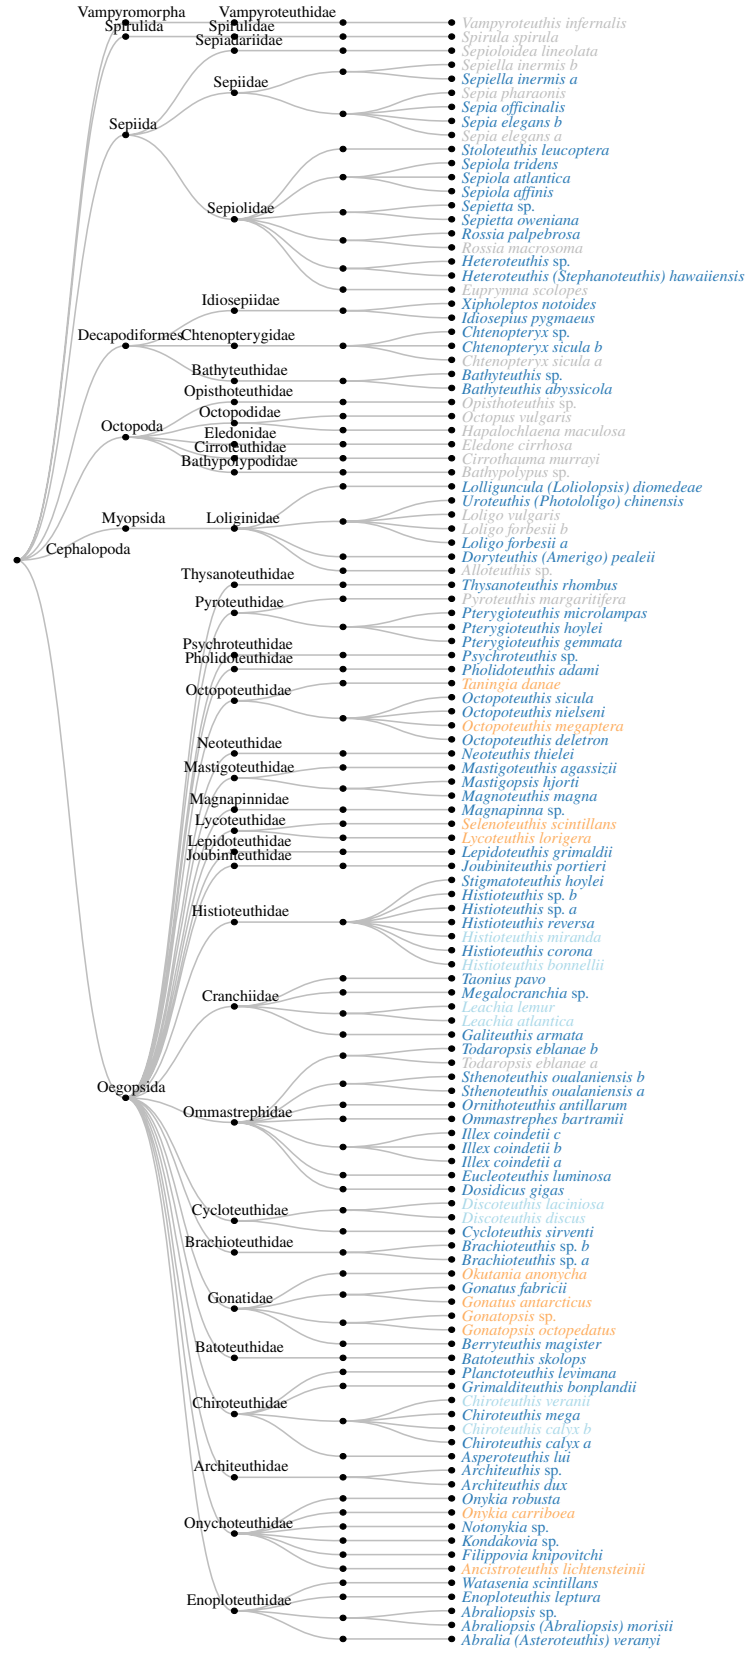 Vampyromorpha
Vampyroteuthidae
Vampyroteuthis infernalis
Spirulida
Spirulidae
Spirula spirula
Sepiadariidae
Sepioloidea lineolata
Sepiella inermis b
Sepiidae
Sepiella inermis a
Sepia pharaonis
Sepia officinalis
Sepiida
Sepia elegans b
Sepia elegans a
Stoloteuthis leucoptera
Sepiola tridens
Sepiola atlantica
Sepiola affinis
Sepiolidae
Sepietta sp.
Sepietta oweniana
Rossia palpebrosa
Rossia macrosoma
Heteroteuthis sp.
Heteroteuthis (Stephanoteuthis) hawaiiensis
Euprymna scolopes
Idiosepiidae
Xipholeptos notoides
Idiosepius pygmaeus
Decapodiformes
Chtenopterygidae
Chtenopteryx sp.
Chtenopteryx sicula b
Chtenopteryx sicula a
Bathyteuthidae
Bathyteuthis sp.
Bathyteuthis abyssicola
Opisthoteuthidae
Opisthoteuthis sp.
Octopoda
Octopodidae
Octopus vulgaris
Hapalochlaena maculosa
Eledonidae
Eledone cirrhosa
Cirroteuthidae
Cirrothauma murrayi
Bathypolypodidae
Bathypolypus sp.
Lolliguncula (Loliolopsis) diomedeae
Uroteuthis (Photololigo) chinensis
Myopsida
Loliginidae
Loligo vulgaris
Loligo forbesii b
Loligo forbesii a
Cephalopoda
Doryteuthis (Amerigo) pealeii
Alloteuthis sp.
Thysanoteuthidae
Thysanoteuthis rhombus
Pyroteuthidae
Pyroteuthis margaritifera
Pterygioteuthis microlampas
Pterygioteuthis hoylei
Pterygioteuthis gemmata
Psychroteuthidae
Psychroteuthis sp.
Pholidoteuthidae
Pholidoteuthis adami
Octopoteuthidae
Taningia danae
Octopoteuthis sicula
Octopoteuthis nielseni
Octopoteuthis megaptera
Octopoteuthis deletron
Neoteuthidae
Neoteuthis thielei
Mastigoteuthidae
Mastigoteuthis agassizii
Mastigopsis hjorti
Magnoteuthis magna
Magnapinnidae
Magnapinna sp.
Lycoteuthidae
Selenoteuthis scintillans
Lycoteuthis lorigera
Lepidoteuthidae
Lepidoteuthis grimaldii
Joubiniteuthidae
Joubiniteuthis portieri
Stigmatoteuthis hoylei
Histioteuthis sp. b
Histioteuthidae
Histioteuthis sp. a
Histioteuthis reversa
Histioteuthis miranda
Histioteuthis corona
Histioteuthis bonnellii
Taonius pavo
Cranchiidae
Megalocranchia sp.
Leachia lemur
Leachia atlantica
Galiteuthis armata
Todaropsis eblanae b
Todaropsis eblanae a
Oegopsida
Sthenoteuthis oualaniensis b
Sthenoteuthis oualaniensis a
Ommastrephidae
Ornithoteuthis antillarum
Ommastrephes bartramii
Illex coindetii c
Illex coindetii b
Illex coindetii a
Eucleoteuthis luminosa
Dosidicus gigas
Cycloteuthidae
Discoteuthis laciniosa
Discoteuthis discus
Cycloteuthis sirventi
Brachioteuthidae
Brachioteuthis sp. b
Brachioteuthis sp. a
Okutania anonycha
Gonatidae
Gonatus fabricii
Gonatus antarcticus
Gonatopsis sp.
Gonatopsis octopedatus
Berryteuthis magister
Batoteuthidae
Batoteuthis skolops
Planctoteuthis levimana
Grimalditeuthis bonplandii
Chiroteuthidae
Chiroteuthis veranii
Chiroteuthis mega
Chiroteuthis calyx b
Chiroteuthis calyx a
Asperoteuthis lui
Architeuthidae
Architeuthis sp.
Architeuthis dux
Onykia robusta
Onychoteuthidae
Onykia carriboea
Notonykia sp.
Kondakovia sp.
Filippovia knipovitchi
Ancistroteuthis lichtensteinii
Enoploteuthidae
Watasenia scintillans
Enoploteuthis leptura
Abraliopsis sp.
Abraliopsis (Abraliopsis) morisii
Abralia (Asteroteuthis) veranyi